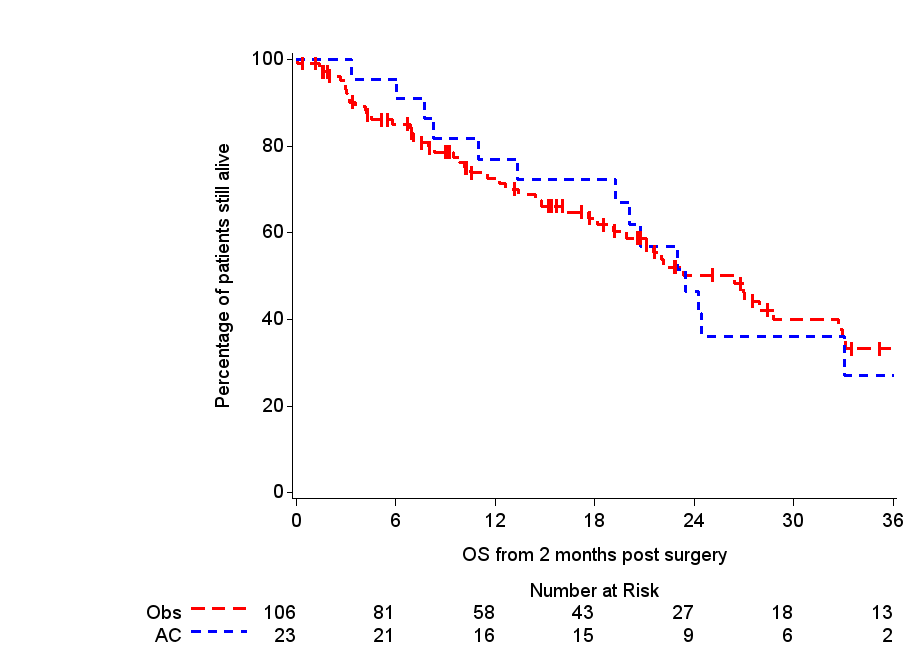 100
80
60
40
20
0
Percentage of patients still alive
0 6 12 18 24 30 36
OS from 2 months post surgery
Number at Risk
Obs 106 81 58 43 27 18 13
AC 23 21 16 15 9 6 2